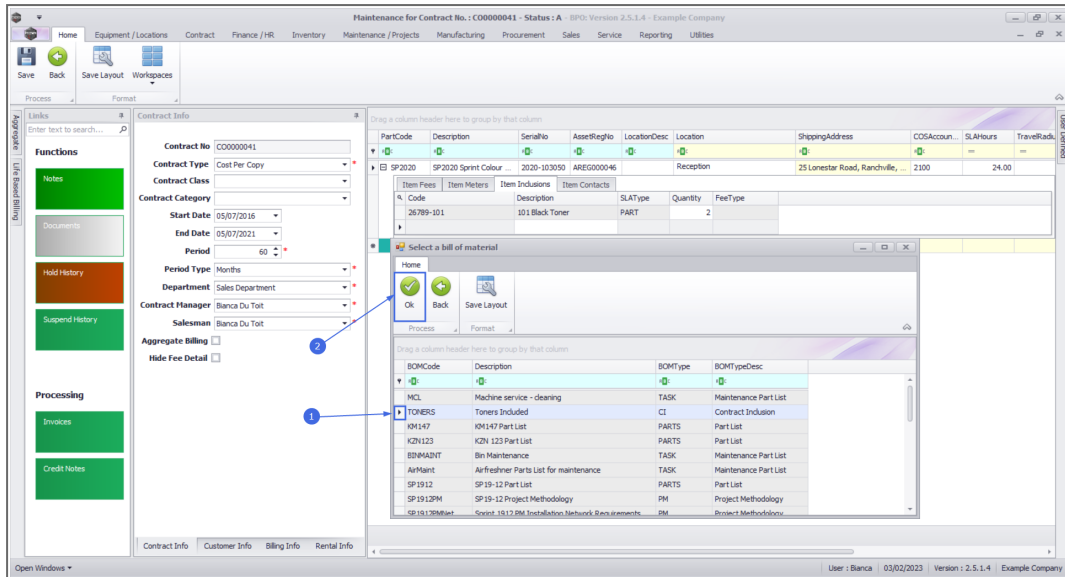 Maintenance for Contract No. : CO0000041 - Status : A - BPO: Version 2.5.1.4 - Example Company
Home Equipment / Locations Contract Finance / HR Inventory Maintenance / Projects Manufacturing Procurement Sales Service Reporting Utilities
Save Back Save Layout Workspaces
Process Format
Aggregate
Life Based Billing
Links
Enter text to search...
Functions
Notes
Documents
Hold History
Suspend History
Processing
Invoices
Credit Notes
Contract Info
Contract No CO0000041
Contract Type Cost Per Copy *
Contract Class
Contract Category
Start Date 05/07/2016
End Date 05/07/2021
Period 60 *
Period Type Months *
Department Sales Department *
Contract Manager Bianca Du Toit *
Salesman Bianca Du Toit *
Aggregate Billing
Hide Fee Detail
Contract Info Customer Info Billing Info Rental Info
Drag a column header here to group by that column
PartCode Description SerialNo AssetRegNo LocationDesc Location ShippingAddress COSAccoun... SLAHours TravelRadiu
SP2020 SP2020 Sprint Colour ... 2020-103050 AREG000046 Reception 25 Lonestar Road, Ranchville, ... 2100 24.00
Item Fees Item Meters Item Inclusions Item Contacts
Code Description SLAType Quantity FeeType
26789-101 101 Black Toner PART 2
User Defined
Select a bill of material
Home
Ok Back Save Layout
Process Format
Drag a column header here to group by that column
BOMCode Description BOMType BOMTypeDesc
MCL Machine service - cleaning TASK Maintenance Part List
TONERS Toners Included CI Contract Inclusion
KM147 KM147 Part List PARTS Part List
KZN123 KZN 123 Part List PARTS Part List
BINMAINT Bin Maintenance TASK Maintenance Part List
AirMaint Airfreshner Parts List for maintenance TASK Maintenance Part List
SP1912 SP19-12 Part List PARTS Part List
SP1912PM SP19-12 Project Methodology PM Project Methodology
SP1912PMNet Sprint 1912 PM Installation Network Requirements PM Project Methodology
2
1
Open Windows User : Bianca 03/02/2023 Version : 2.5.1.4 Example Company